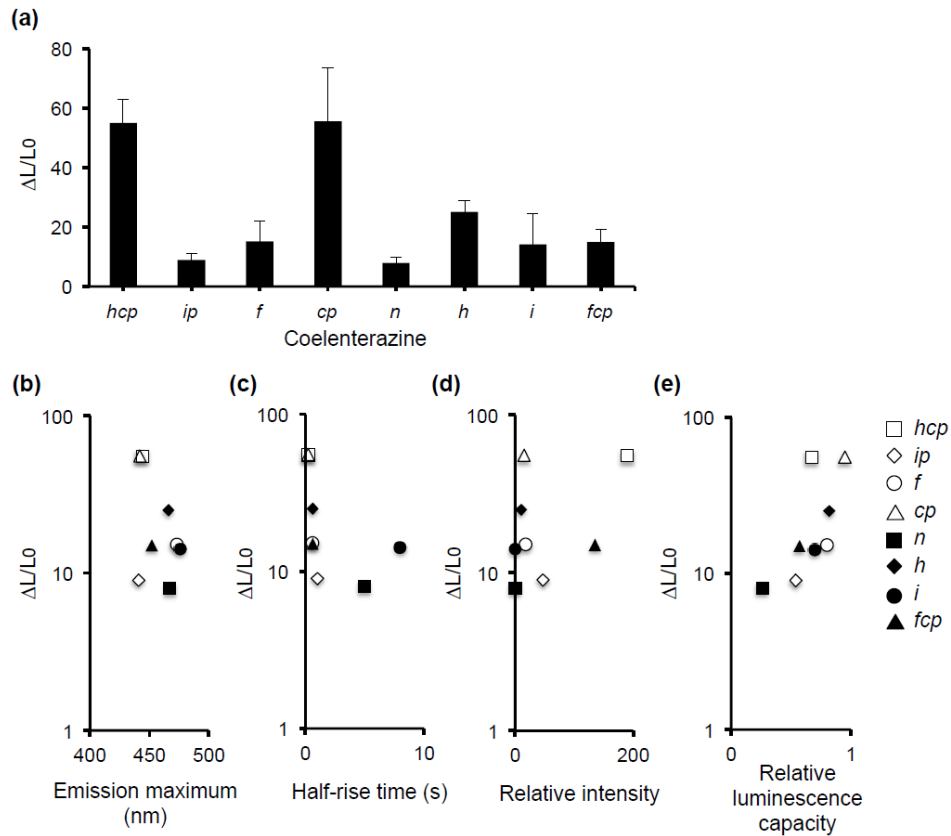 (a)
80
60
40
20
0
ΔL/L0
hcp ip f cp n h i fcp
Coelenterazine
(b) (c) (d) (e)
100 100 100 100
10 10 10 10
1 1 1 1
ΔL/L0 ΔL/L0 ΔL/L0 ΔL/L0
400 450 500 0 10 0 200 0 1
Emission maximum (nm)
Half-rise time (s)
Relative intensity
Relative luminescence capacity
hcp
ip
f
cp
n
h
i
fcp